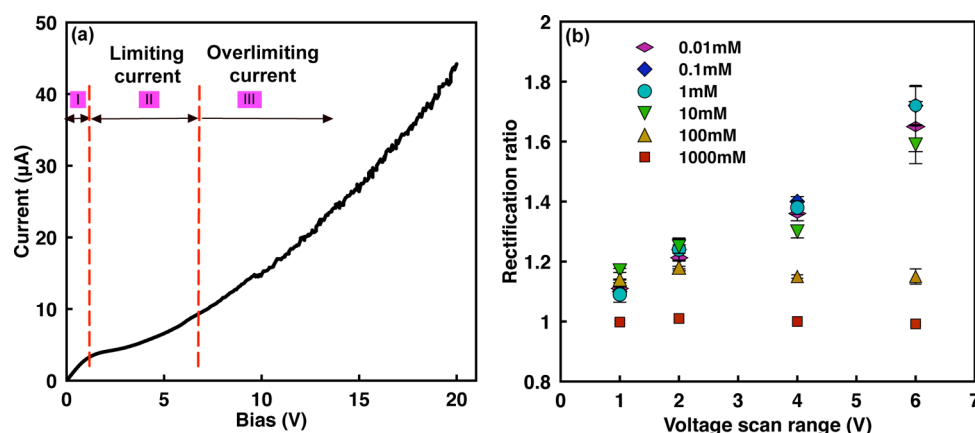 (a)
Limiting
current
Overlimiting
current
I
II
III
50
40
30
20
10
0
Current (μA)
0
5
10
15
20
Bias (V)
(b)
0.01mM
0.1mM
1mM
10mM
100mM
1000mM
2
1.8
1.6
1.4
1.2
1
0.8
Rectification ratio
0
1
2
3
4
5
6
7
Voltage scan range (V)